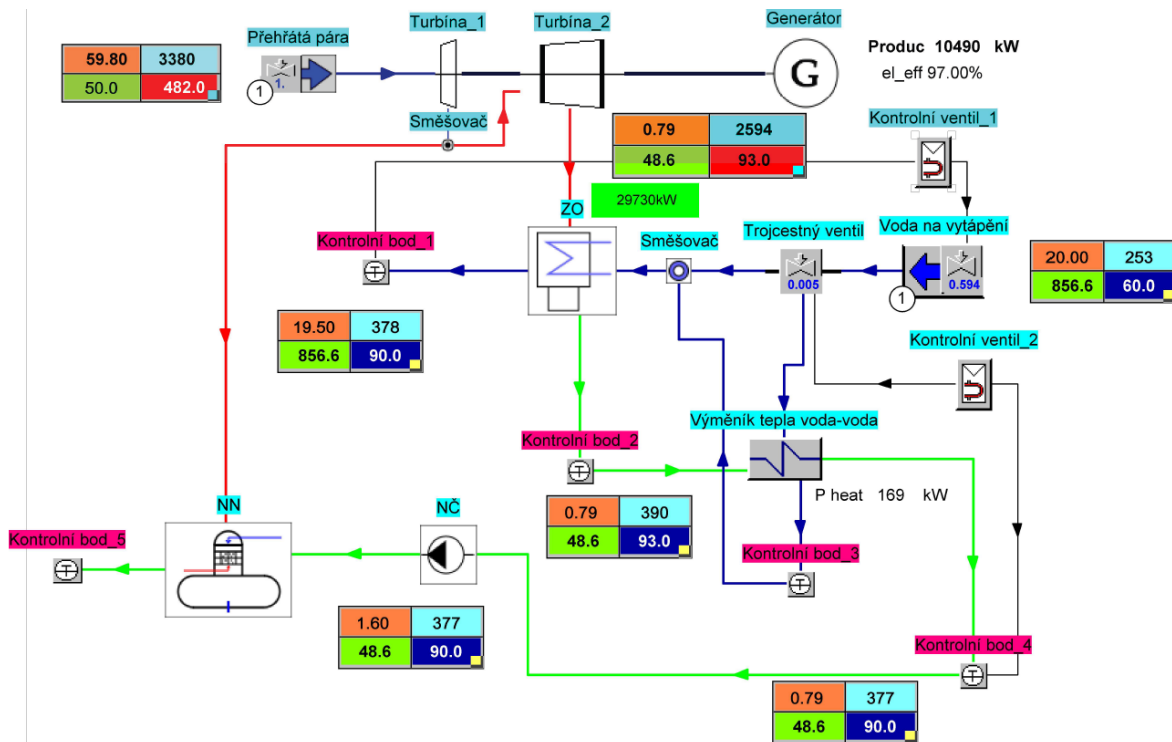 Turbína_1
Turbína_2
Generátor
Přehřátá pára
59.80 3380
50.0 482.0
1.
1
G
Produc 10490 kW
el_eff 97.00%
Směšovač
0.79 2594
48.6 93.0
Kontrolní ventil_1
29730kW
ZO
Kontrolní bod_1
Směšovač
Trojcestný ventil
Voda na vytápění
0.005
0.594
1
20.00 253
856.6 60.0
19.50 378
856.6 90.0
Kontrolní ventil_2
Výměník tepla voda-voda
Kontrolní bod_2
P heat 169 kW
0.79 390
48.6 93.0
NN
NČ
Kontrolní bod_5
Kontrolní bod_3
1.60 377
48.6 90.0
Kontrolní bod_4
0.79 377
48.6 90.0